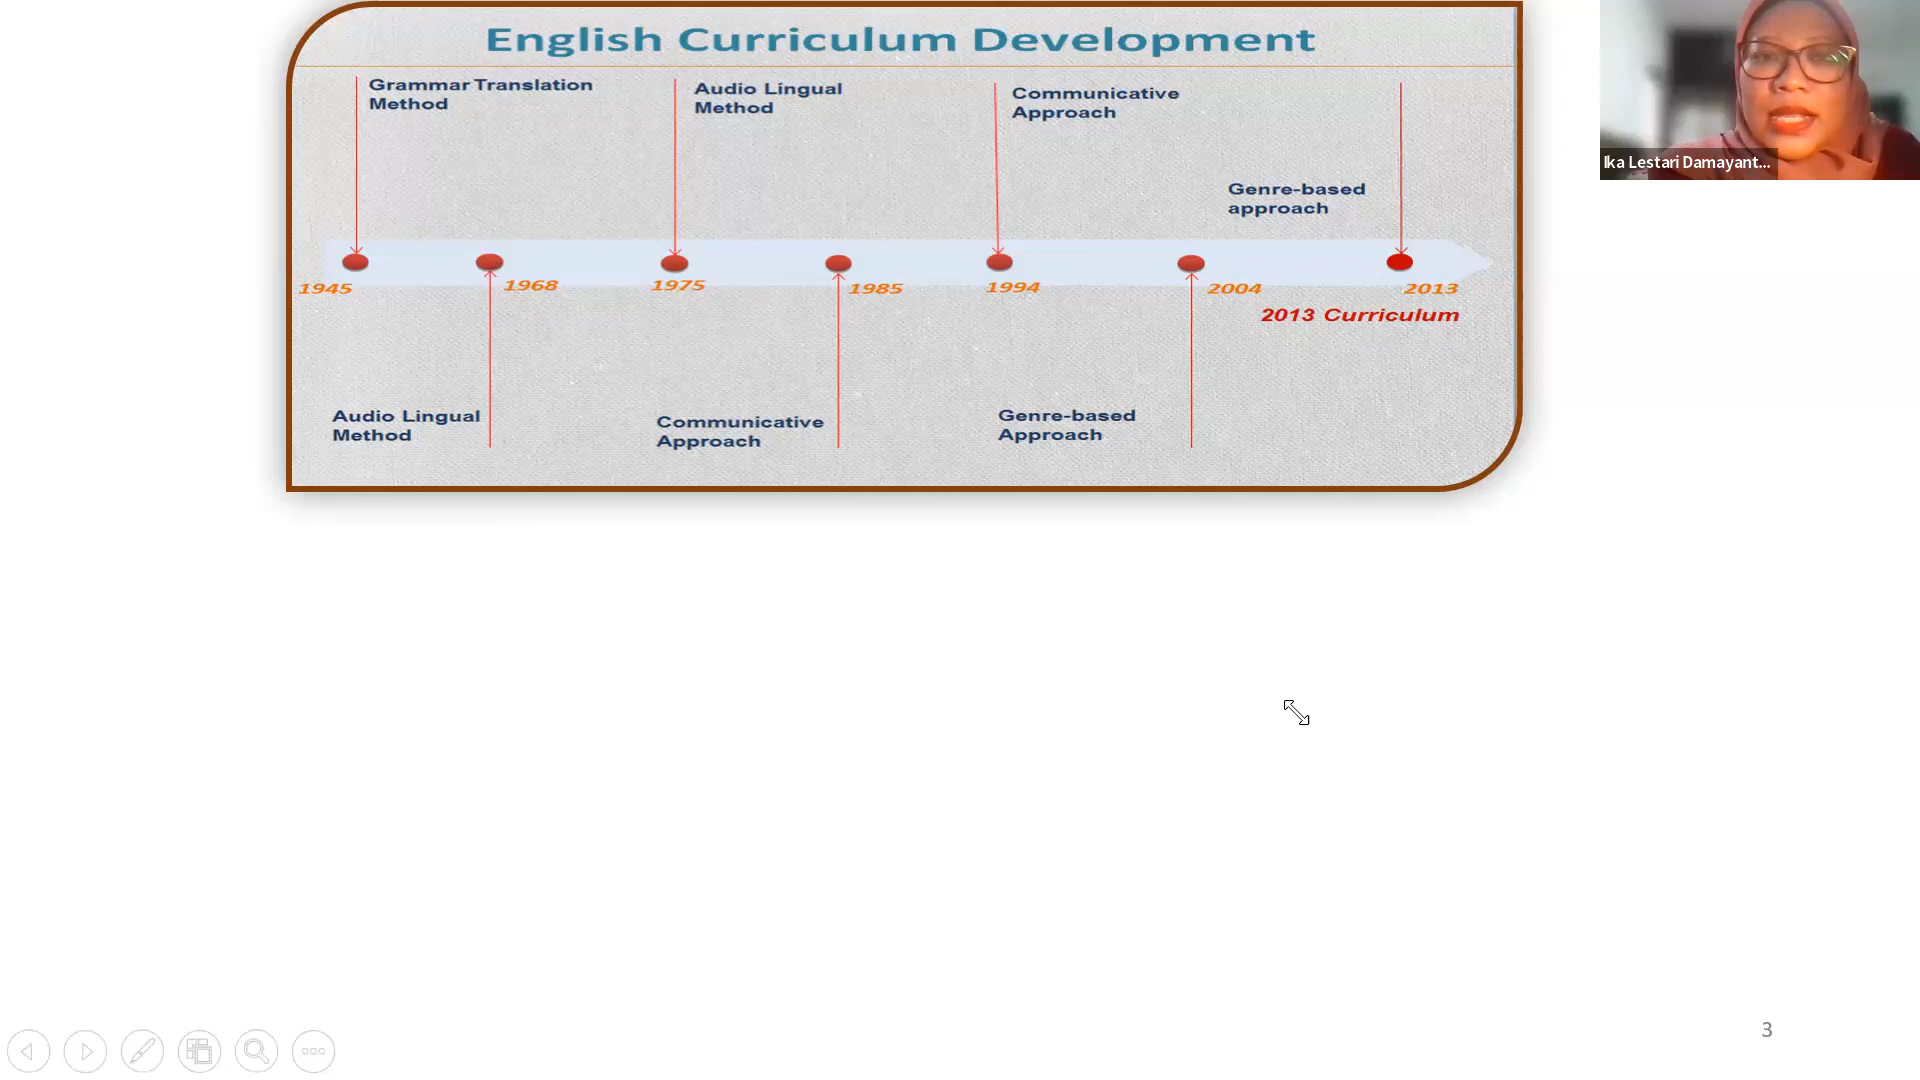 English Curriculum Development
Grammar Translation
Method
Audio Lingual
Method
Communicative
Approach
Genre-based
approach
1945
1968
1975
1985
1994
2004
2013
2013 Curriculum
Audio Lingual
Method
Communicative
Approach
Genre-based
Approach
Ika Lestari Damayant...
3